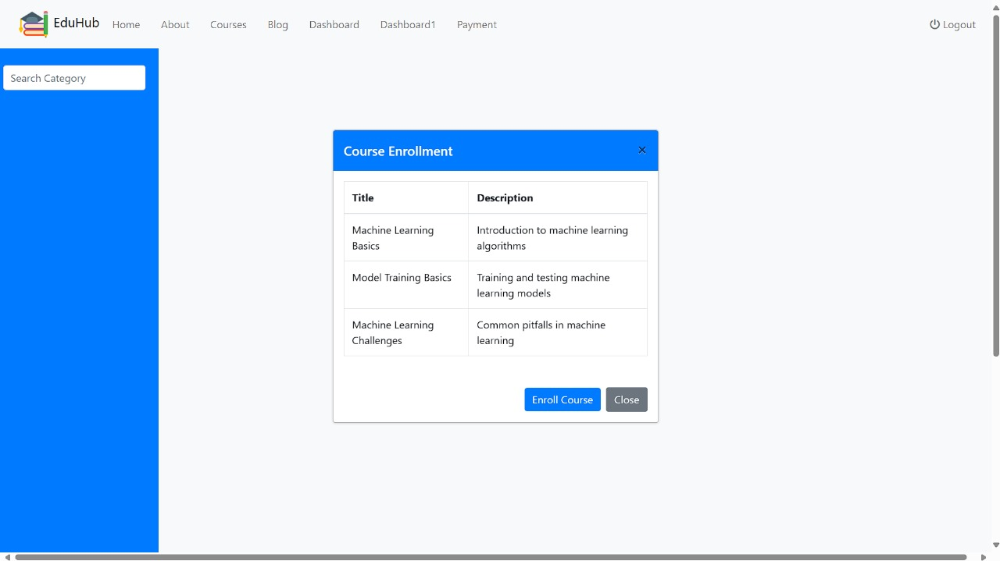 EduHub Home About Courses Blog Dashboard Dashboard1 Payment Logout
Search Category
Course Enrollment ×
Title Description
Machine Learning Introduction to machine learning
Basics algorithms
Model Training Basics Training and testing machine
learning models
Machine Learning Common pitfalls in machine
Challenges learning
Enroll Course Close